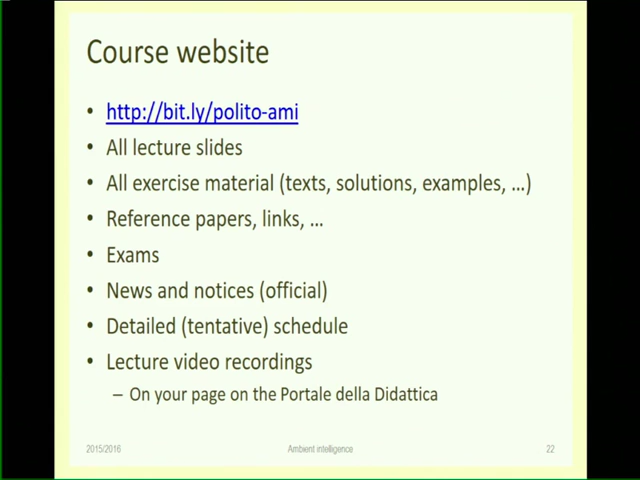 Course website
• http://bit.ly/polito-ami
• All lecture slides
• All exercise material (texts, solutions, examples, …)
• Reference papers, links, …
• Exams
• News and notices (official)
• Detailed (tentative) schedule
• Lecture video recordings
– On your page on the Portale della Didattica
2015/2016 Ambient intelligence 22